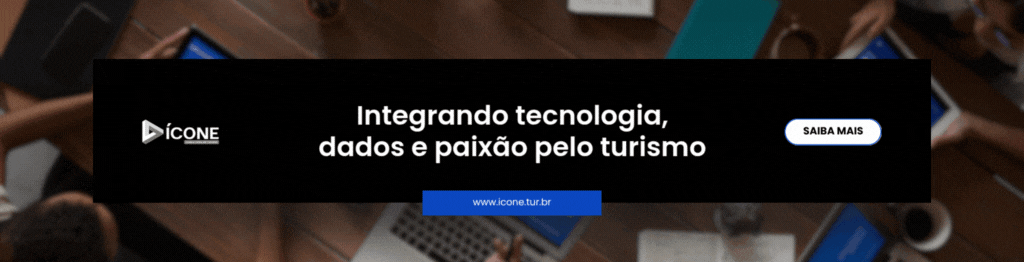 ÍCONE
Integrando tecnologia,
dados e paixão pelo turismo
SAIBA MAIS
www.icone.tur.br